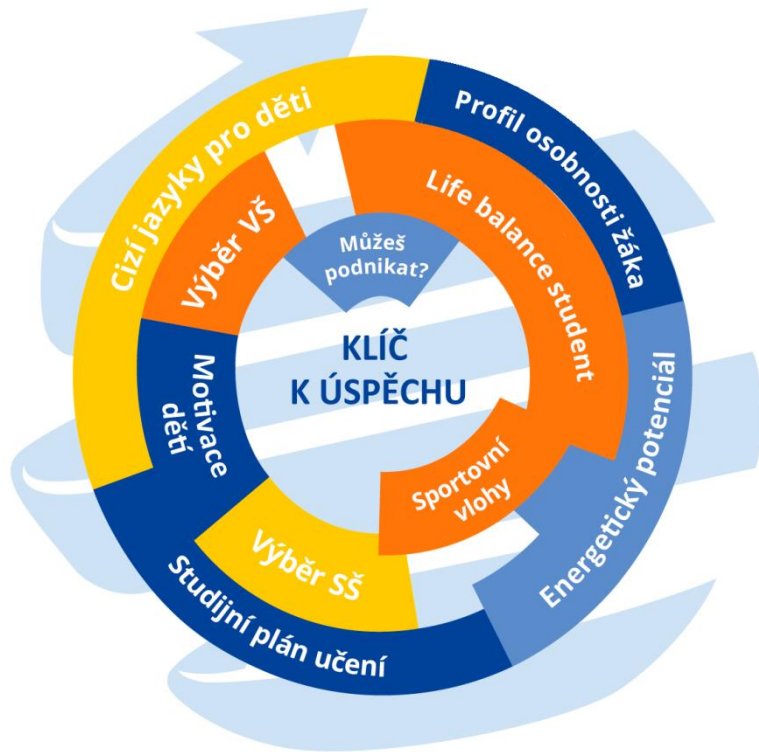 Cizí jazyky pro děti
Profil osobnosti žáka
Výběr VŠ
Life balance student
Můžeš
podnikat?
KLÍČ
K ÚSPĚCHU
Motivace
dětí
Energetický potenciál
Sportovní
vlohy
Výběr SŠ
Studijní plán učení